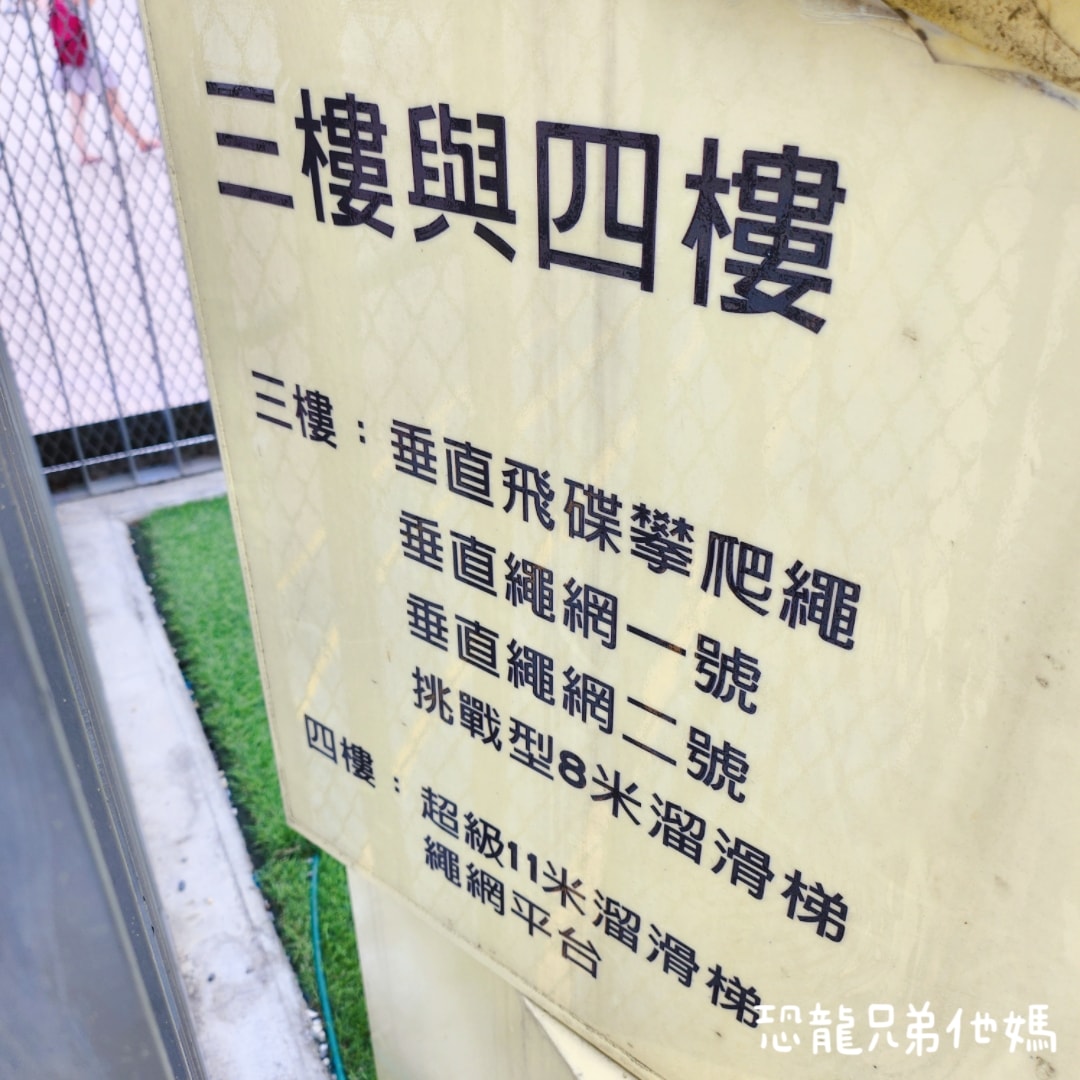 三樓與四樓
三樓：垂直飛碟攀爬繩
垂直繩網一號
垂直繩網二號
挑戰型8米溜滑梯
四樓：超級11米溜滑梯
繩網平台
恐龍兄弟他媽